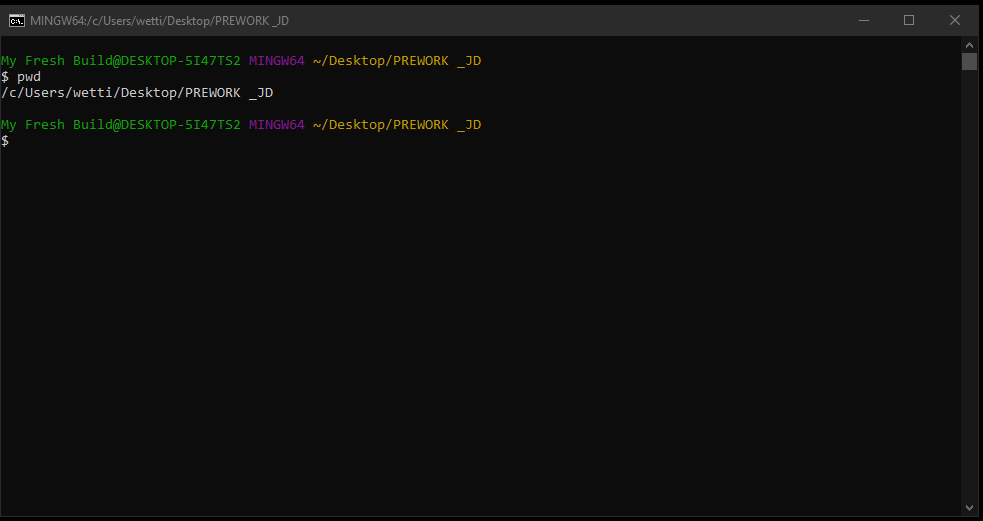 MINGW64:/c/Users/wetti/Desktop/PREWORK _JD
My Fresh Build@DESKTOP-5I47TS2 MINGW64 ~/Desktop/PREWORK _JD
$ pwd
/c/Users/wetti/Desktop/PREWORK _JD
My Fresh Build@DESKTOP-5I47TS2 MINGW64 ~/Desktop/PREWORK _JD
$